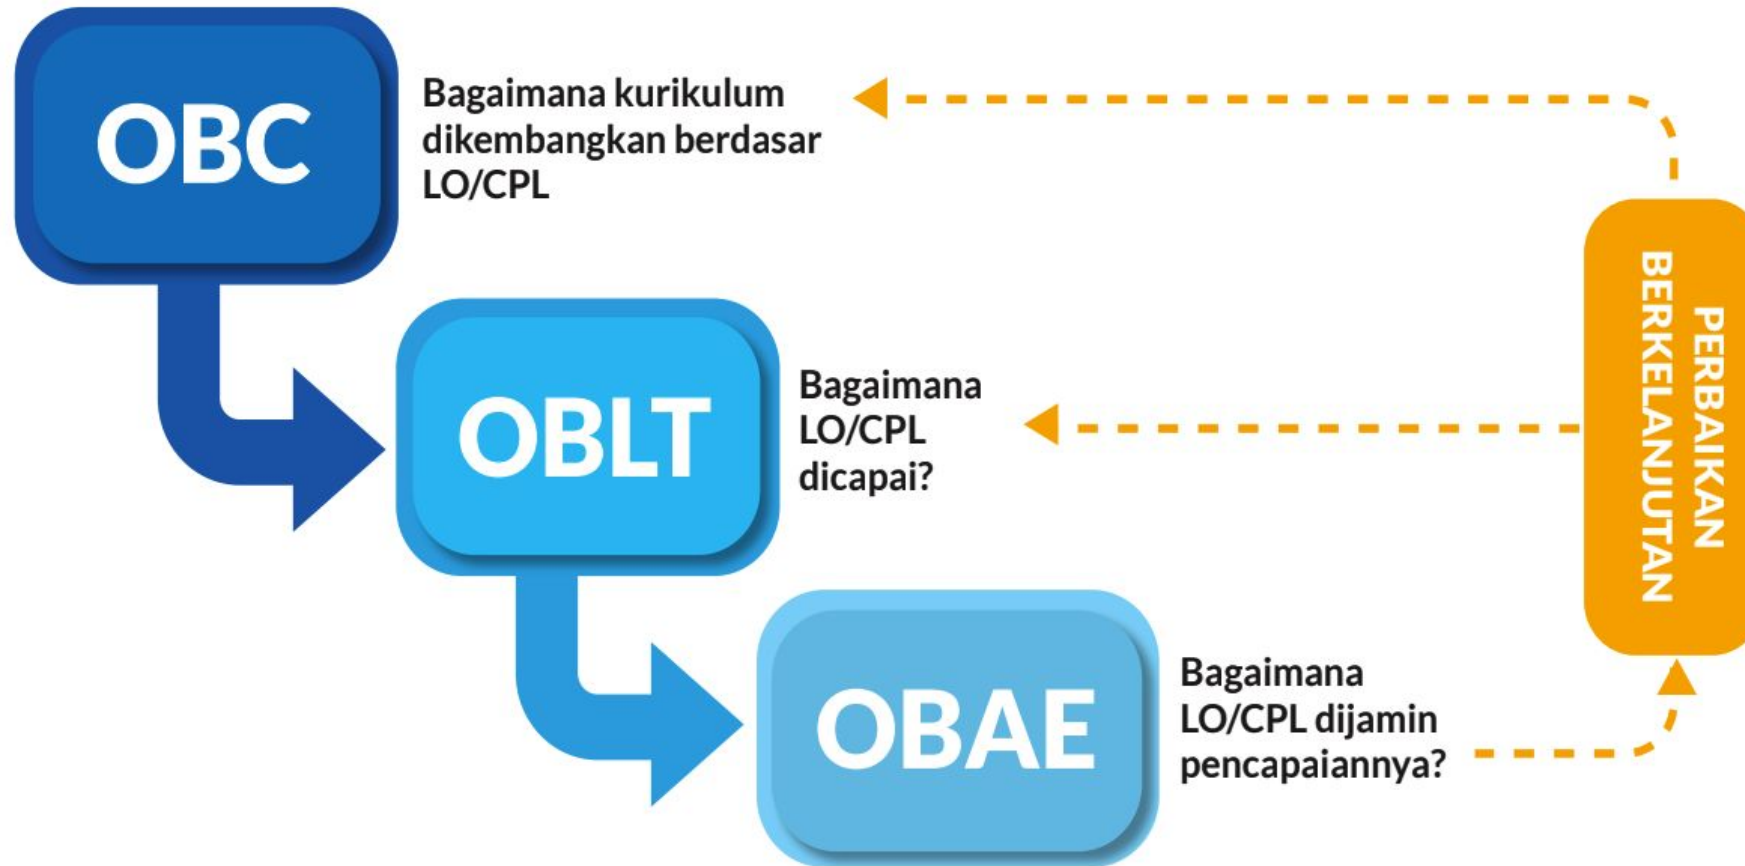 OBC
Bagaimana kurikulum
dikembangkan berdasar
LO/CPL
OBLT
Bagaimana
LO/CPL
dicapai?
OBAE
Bagaimana
LO/CPL dijamin
pencapaiannya?
PERBAIKAN
BERKELANJUTAN